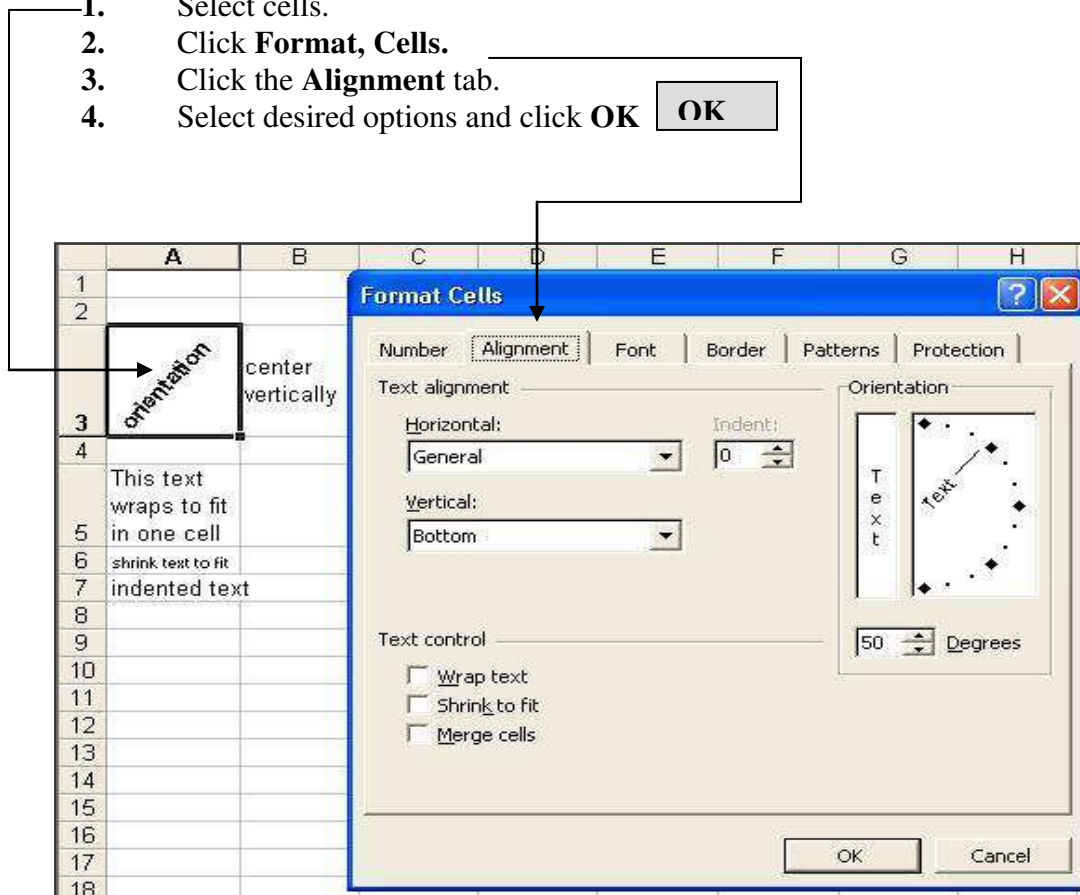 1. Select cells.
2. Click Format, Cells.
3. Click the Alignment tab.
4. Select desired options and click OK OK
A B C D E F G H
1
2
3 orientation center vertically
4
5 This text wraps to fit in one cell
6 shrink text to fit
7 indented text
8
9
10
11
12
13
14
15
16
17
18
Format Cells
Number Alignment Font Border Patterns Protection
Text alignment
Horizontal: Indent:
General 0
Vertical:
Bottom
Orientation
Text
Text
50 Degrees
Text control
Wrap text
Shrink to fit
Merge cells
OK Cancel